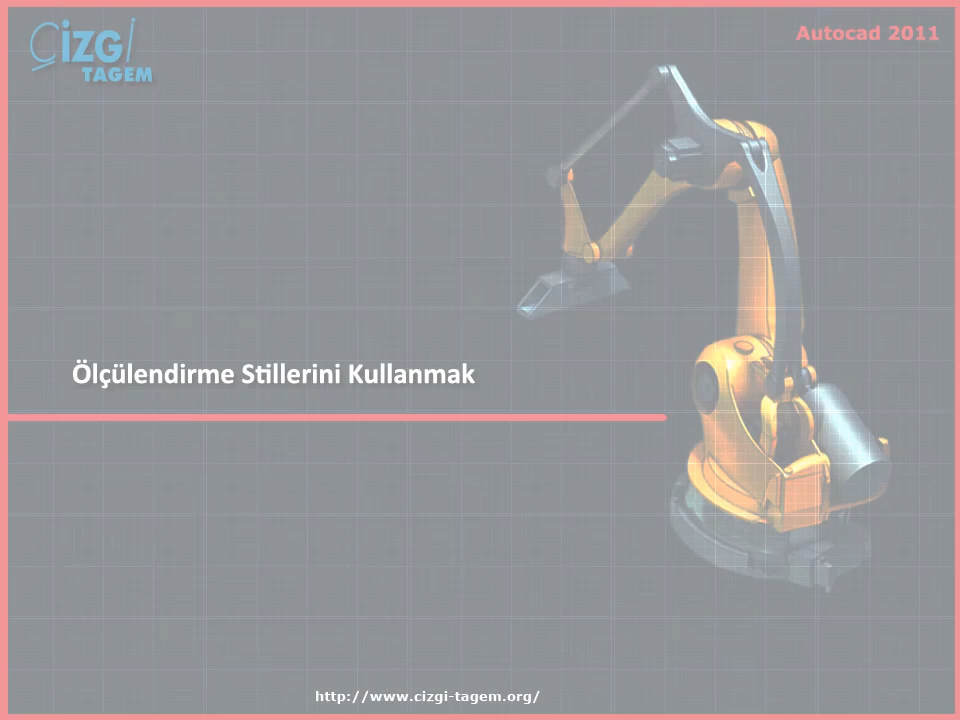 ÇİZGİ
TAGEM
Autocad 2011
Ölçülendirme Stillerini Kullanmak
http://www.cizgi-tagem.org/